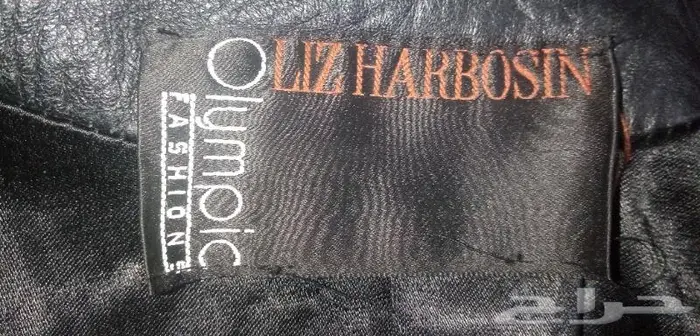 LIZ HARBOSIN
Olympic
FASHIONS
حراج